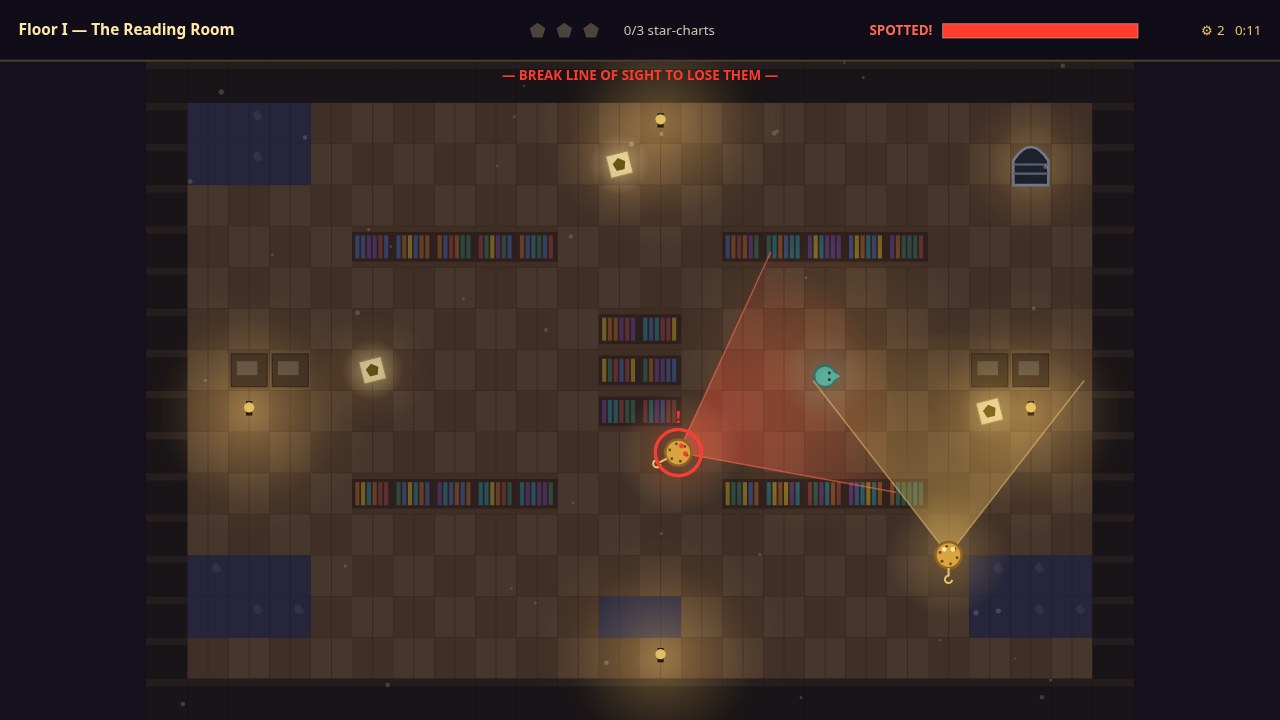 Floor I — The Reading Room
0/3 star-charts
SPOTTED!
⚙ 2 0:11
— BREAK LINE OF SIGHT TO LOSE THEM —
!